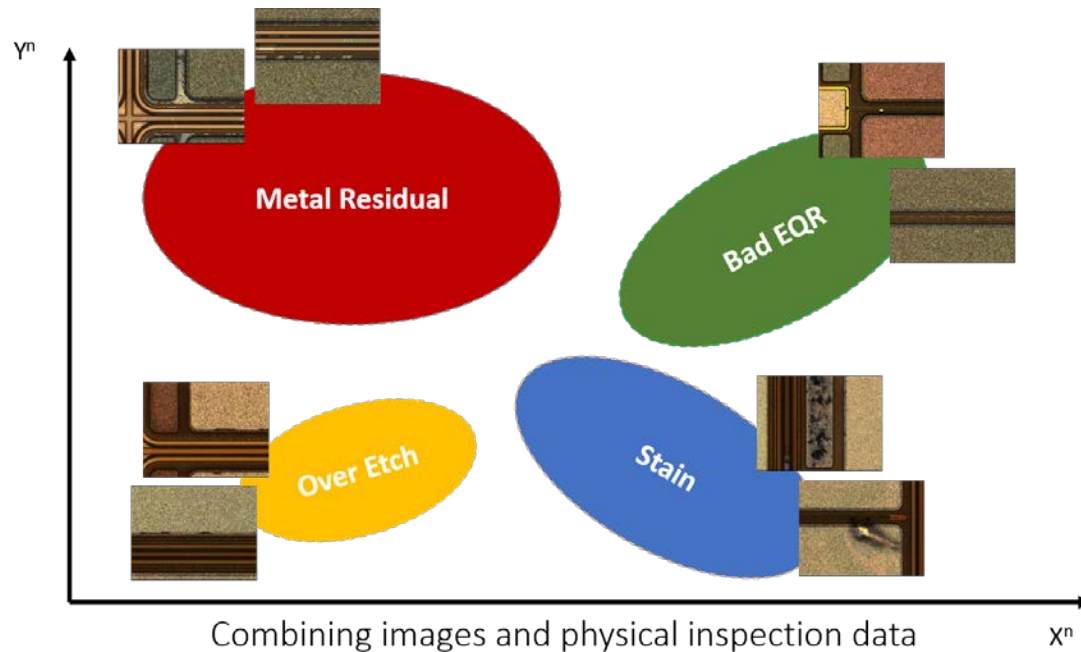 Yⁿ
Metal Residual
Bad EQR
Over Etch
Stain
Combining images and physical inspection data
Xⁿ